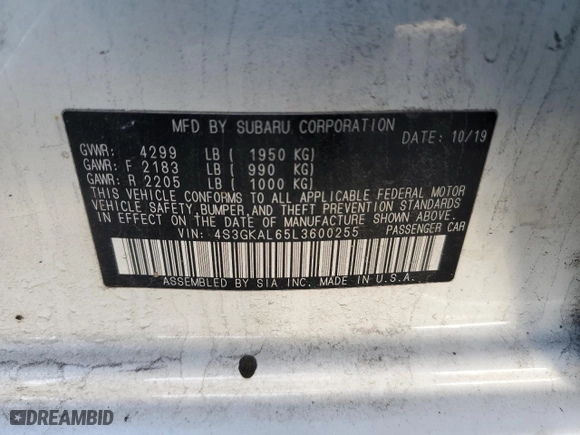 MFD BY SUBARU CORPORATION
DATE: 10/19
GVWR: 4299 LB ( 1950 KG)
GAWR: F 2183 LB ( 990 KG)
GAWR: R 2205 LB ( 1000 KG)
THIS VEHICLE CONFORMS TO ALL APPLICABLE FEDERAL MOTOR
VEHICLE SAFETY, BUMPER, AND THEFT PREVENTION STANDARDS
IN EFFECT ON THE DATE OF MANUFACTURE SHOWN ABOVE.
VIN: 4S3GKAL65L3600255 PASSENGER CAR
ASSEMBLED BY SIA INC. MADE IN U.S.A.
DREAMBID